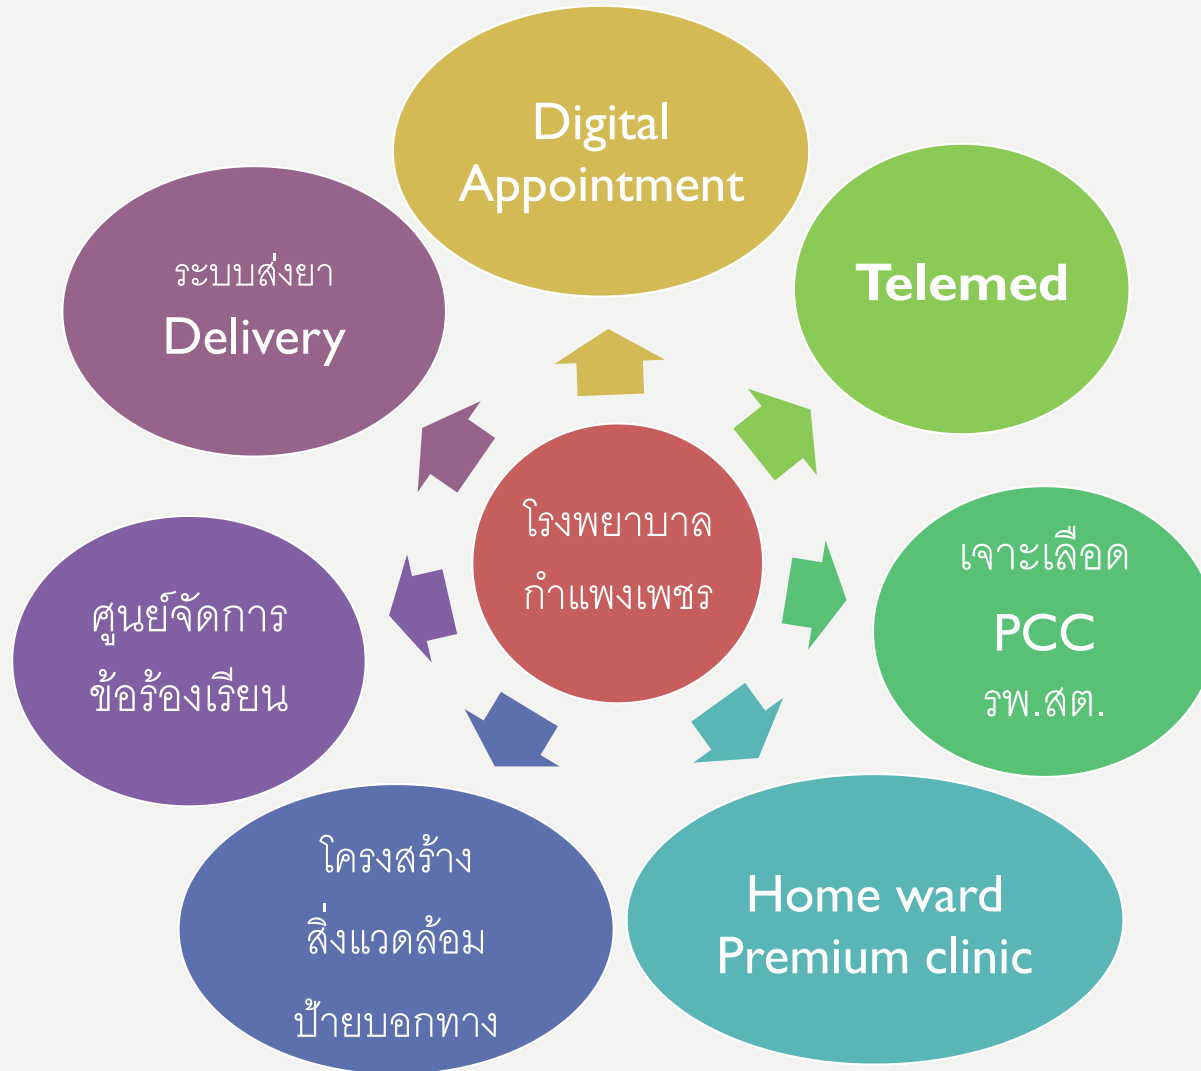 Digital
Appointment
Telemed
เจาะเลือด
PCC
รพ.สต.
Home ward
Premium clinic
โครงสร้าง
สิ่งแวดล้อม
ป้ายบอกทาง
ศูนย์จัดการ
ข้อร้องเรียน
ระบบส่งยา
Delivery
โรงพยาบาล
กำแพงเพชร